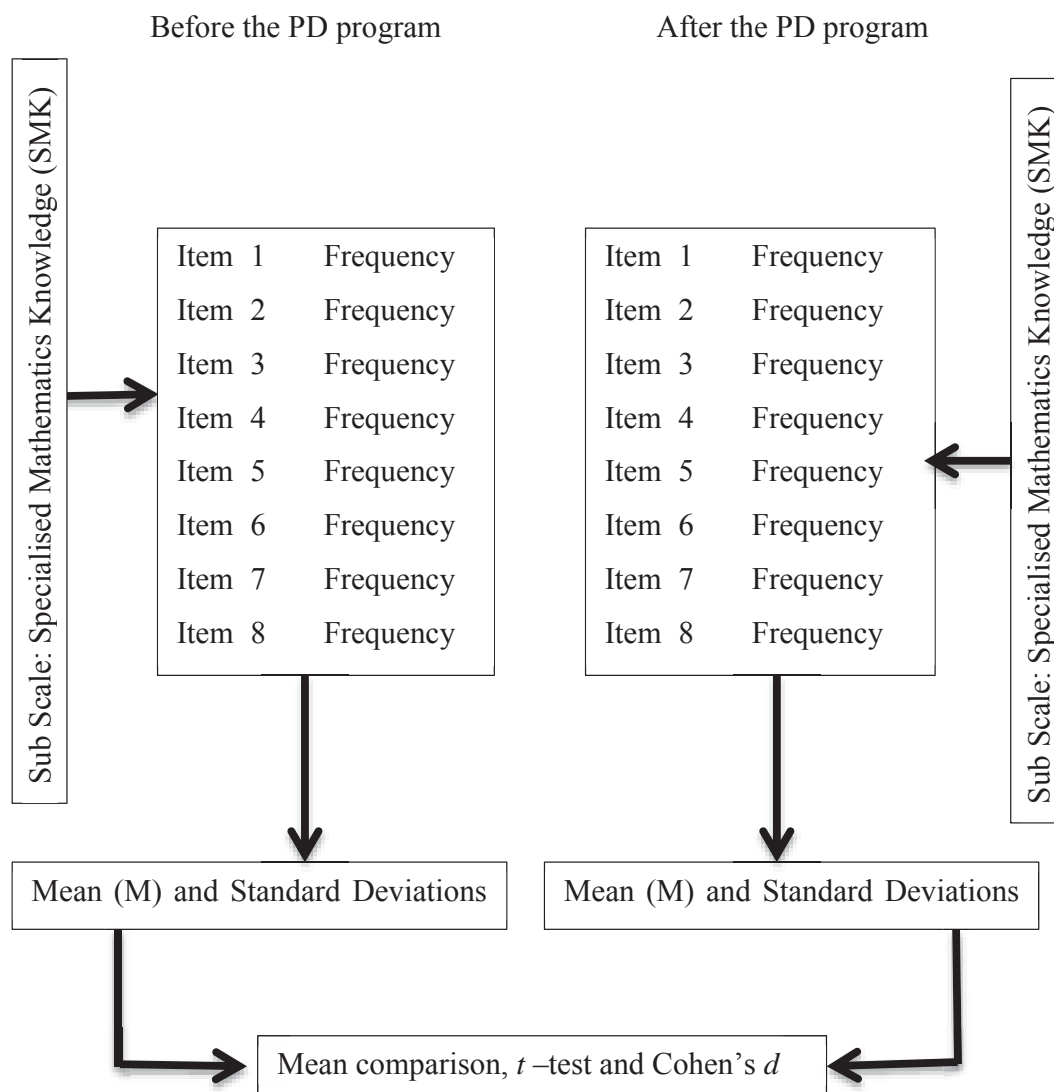 Before the PD program
After the PD program
Sub Scale: Specialised Mathematics Knowledge (SMK)
Item 1 Frequency
Item 2 Frequency
Item 3 Frequency
Item 4 Frequency
Item 5 Frequency
Item 6 Frequency
Item 7 Frequency
Item 8 Frequency
Item 1 Frequency
Item 2 Frequency
Item 3 Frequency
Item 4 Frequency
Item 5 Frequency
Item 6 Frequency
Item 7 Frequency
Item 8 Frequency
Sub Scale: Specialised Mathematics Knowledge (SMK)
Mean (M) and Standard Deviations
Mean (M) and Standard Deviations
Mean comparison, t –test and Cohen’s d